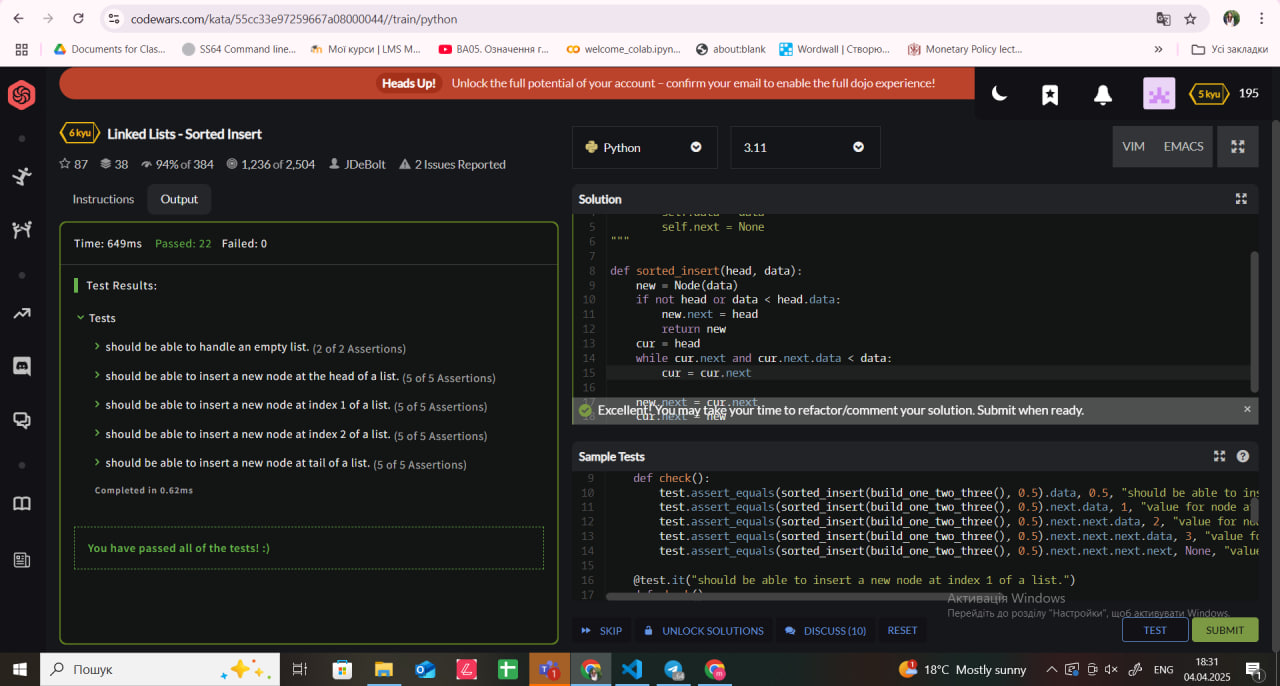 codewars.com/kata/55cc33e97259667a08000044//train/python
Documents for Clas...
SS64 Command line...
Мої курси | LMS M...
ВА05. Означення г...
welcome_colab.ipyn...
about:blank
Wordwall | Створю...
Monetary Policy lect...
»
Усі закладки
Heads Up! Unlock the full potential of your account – confirm your email to enable the full dojo experience!
5 kyu 195
6 kyu Linked Lists - Sorted Insert
87 38 94% of 384 1,236 of 2,504 JDeBolt 2 Issues Reported
Python
3.11
VIM EMACS
Instructions Output
Time: 649ms Passed: 22 Failed: 0
Test Results:
Tests
should be able to handle an empty list. (2 of 2 Assertions)
should be able to insert a new node at the head of a list. (5 of 5 Assertions)
should be able to insert a new node at index 1 of a list. (5 of 5 Assertions)
should be able to insert a new node at index 2 of a list. (5 of 5 Assertions)
should be able to insert a new node at tail of a list. (5 of 5 Assertions)
Completed in 0.62ms
You have passed all of the tests! :)
Solution
4 self.data = data
5 self.next = None
6 """
7
8 def sorted_insert(head, data):
9 new = Node(data)
10 if not head or data < head.data:
11 new.next = head
12 return new
13 cur = head
14 while cur.next and cur.next.data < data:
15 cur = cur.next
16
17 new.next = cur.next
18 cur.next = new
Excellent! You may take your time to refactor/comment your solution. Submit when ready. ×
Sample Tests
9 def check():
10 test.assert_equals(sorted_insert(build_one_two_three(), 0.5).data, 0.5, "should be able to ins
11 test.assert_equals(sorted_insert(build_one_two_three(), 0.5).next.data, 1, "value for node a
12 test.assert_equals(sorted_insert(build_one_two_three(), 0.5).next.next.data, 2, "value for no
13 test.assert_equals(sorted_insert(build_one_two_three(), 0.5).next.next.next.data, 3, "value fo
14 test.assert_equals(sorted_insert(build_one_two_three(), 0.5).next.next.next.next, None, "value
15
16 @test.it("should be able to insert a new node at index 1 of a list.")
17
Активація Windows
Перейдіть до розділу "Настройки", щоб активувати Windows.
SKIP UNLOCK SOLUTIONS DISCUSS (10) RESET TEST SUBMIT
Пошук
1
1
18°C Mostly sunny
ENG
18:31
04.04.2025
1